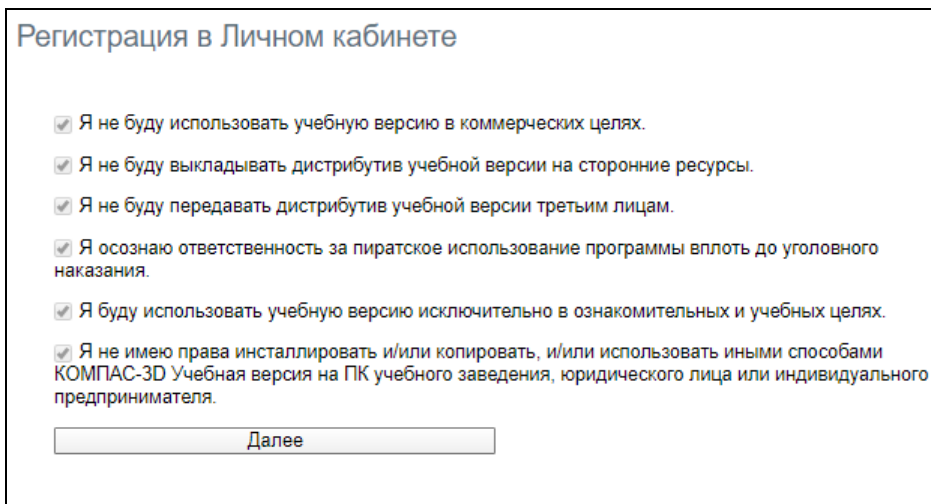 Регистрация в Личном кабинете
Я не буду использовать учебную версию в коммерческих целях.
Я не буду выкладывать дистрибутив учебной версии на сторонние ресурсы.
Я не буду передавать дистрибутив учебной версии третьим лицам.
Я осознаю ответственность за пиратское использование программы вплоть до уголовного
наказания.
Я буду использовать учебную версию исключительно в ознакомительных и учебных целях.
Я не имею права инсталлировать и/или копировать, и/или использовать иными способами
КОМПАС-3D Учебная версия на ПК учебного заведения, юридического лица или индивидуального
предпринимателя.
Далее